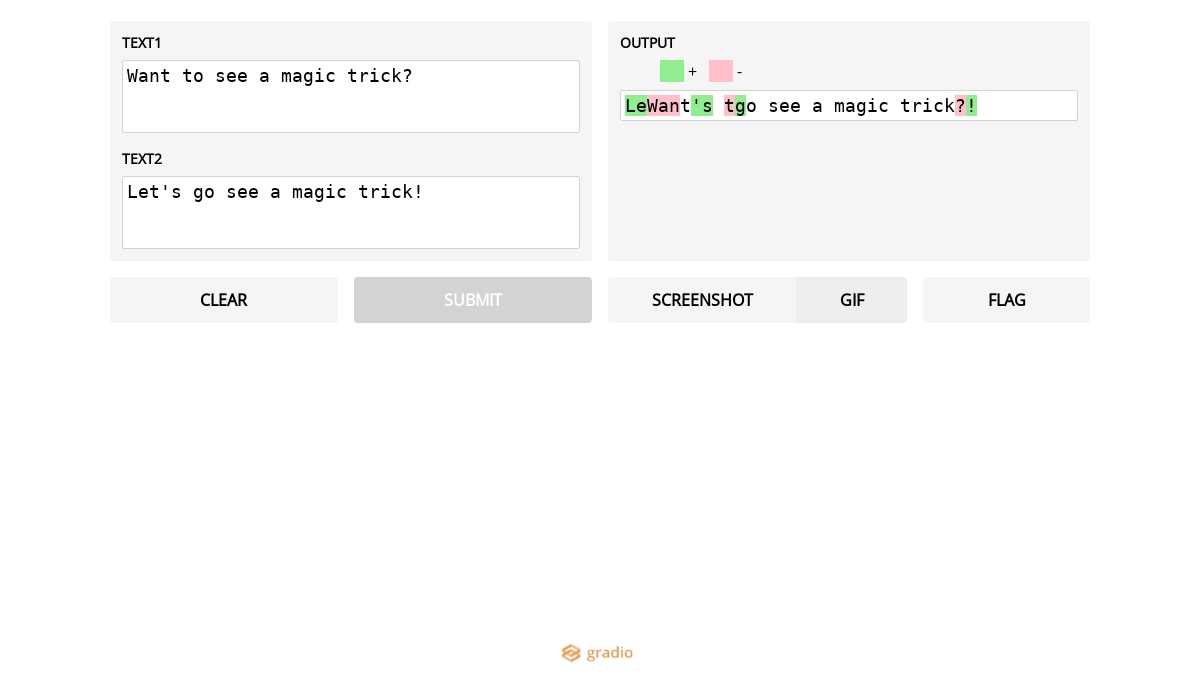 TEXT1
Want to see a magic trick?
TEXT2
Let's go see a magic trick!
CLEAR
SUBMIT
OUTPUT
+ -
LeWant's tgo see a magic trick?!
SCREENSHOT
GIF
FLAG
gradio